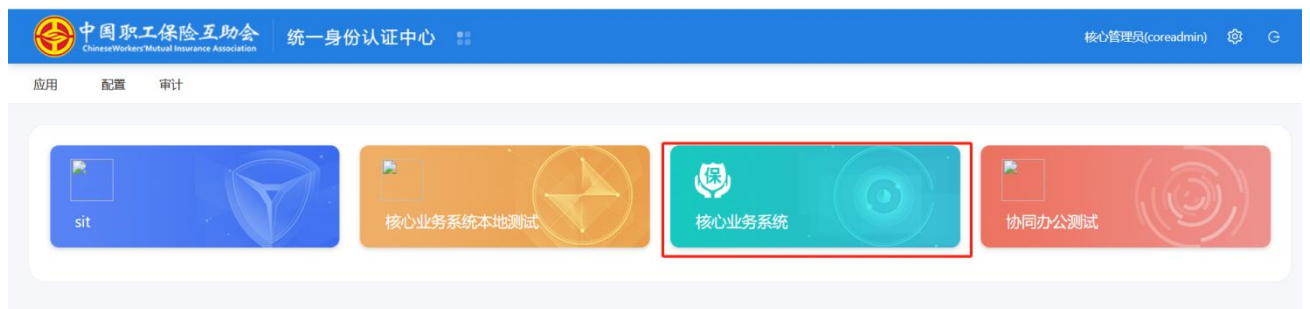 中国职工保险互助会
ChineseWorkers'Mutual Insurance Association
统一身份认证中心
核心管理员(coreadmin)
应用 配置 审计
sit
核心业务系统本地测试
保
核心业务系统
协同办公测试